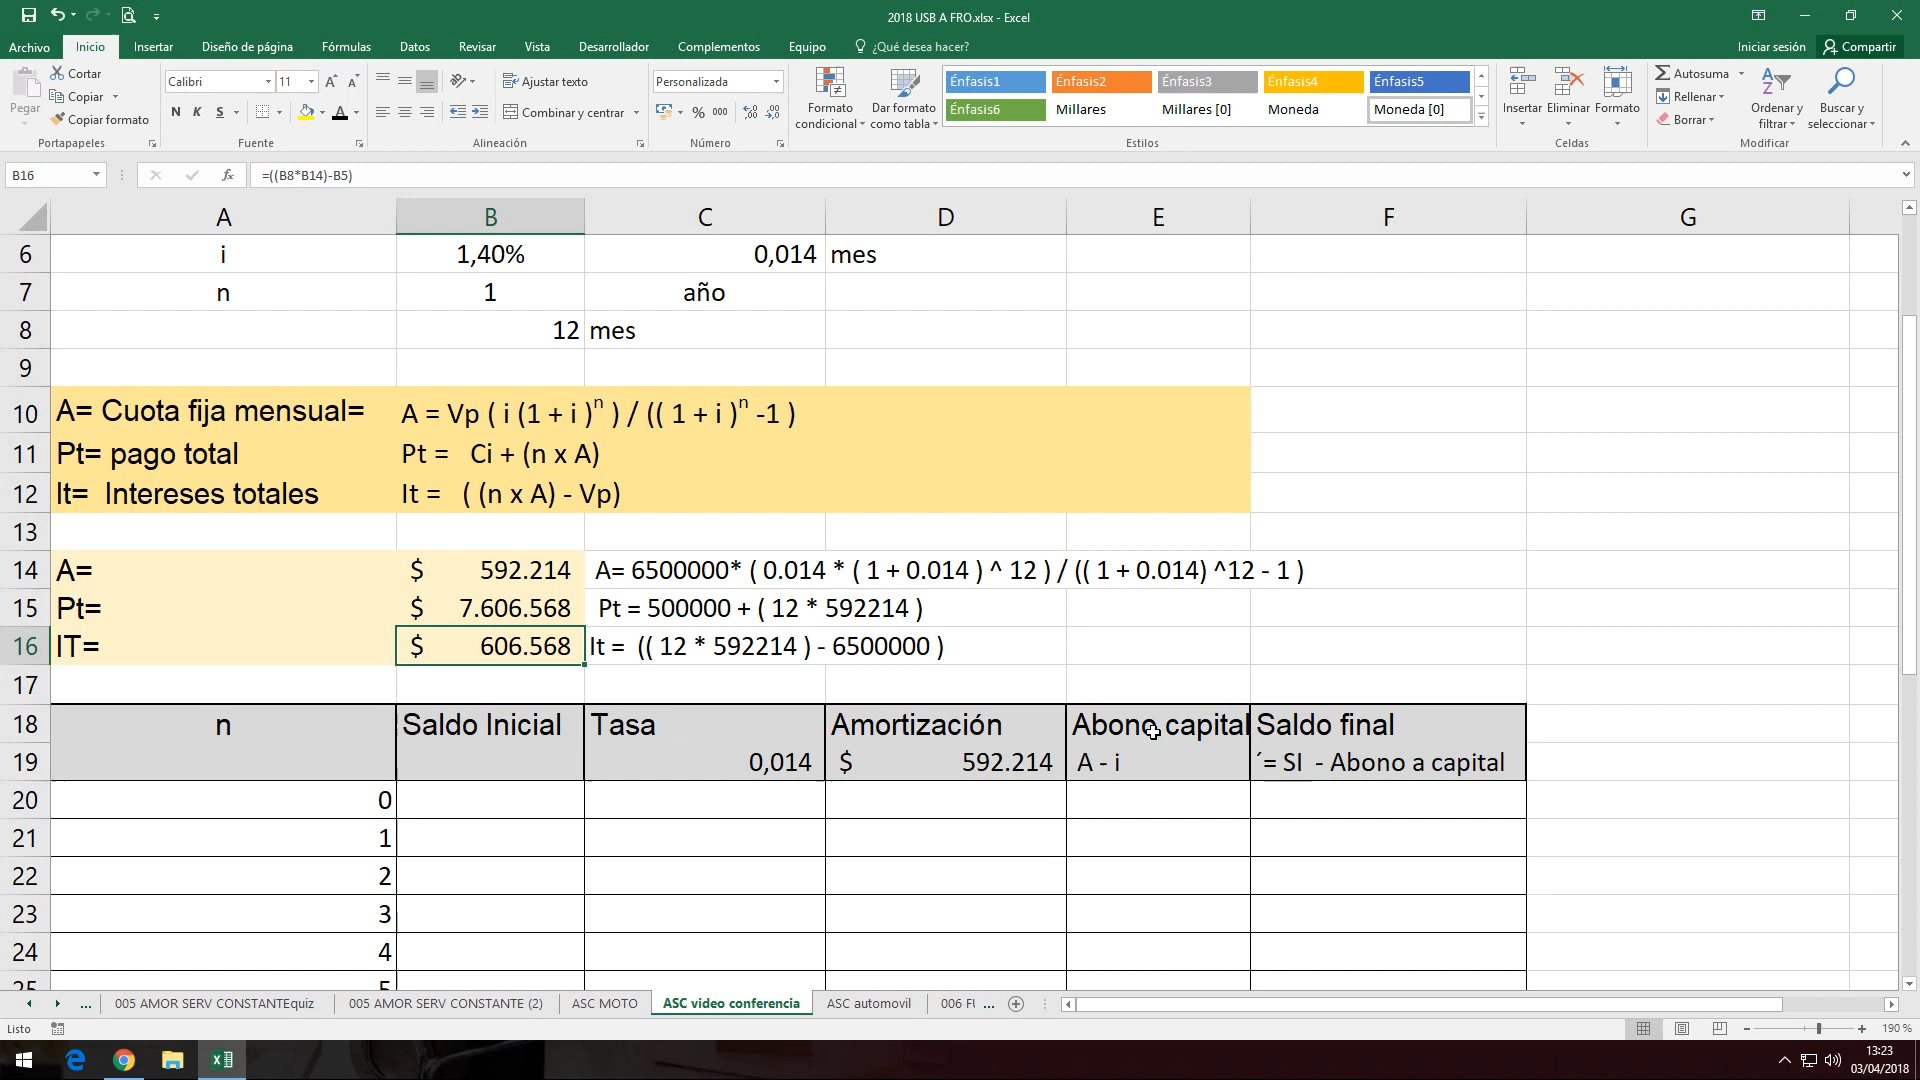 2018 USB A FRO.xlsx - Excel
Archivo Inicio Insertar Diseño de página Fórmulas Datos Revisar Vista Desarrollador Complementos Equipo ¿Qué desea hacer? Iniciar sesión Compartir
Pegar Cortar Copiar Copiar formato Portapapeles
Calibri 11 N K S Fuente
Ajustar texto Combinar y centrar Alineación
Personalizada % 000 Número
Formato condicional Dar formato como tabla
Énfasis1 Énfasis2 Énfasis3 Énfasis4 Énfasis5
Énfasis6 Millares Millares [0] Moneda Moneda [0]
Estilos
Insertar Eliminar Formato Celdas
Autosuma Rellenar Borrar Ordenar y filtrar Buscar y seleccionar Modificar
B16 fx =((B8*B14)-B5)
A B C D E F G
6 i 1,40% 0,014 mes
7 n 1 año
8 12 mes
9
10 A= Cuota fija mensual= A = Vp ( i (1 + i )n ) / (( 1 + i )n -1 )
11 Pt= pago total Pt = Ci + (n x A)
12 It= Intereses totales It = ( (n x A) - Vp)
13
14 A= $ 592.214 A= 6500000* ( 0.014 * ( 1 + 0.014 ) ^ 12 ) / (( 1 + 0.014) ^12 - 1 )
15 Pt= $ 7.606.568 Pt = 500000 + ( 12 * 592214 )
16 IT= $ 606.568 It = (( 12 * 592214 ) - 6500000 )
17
18 n Saldo Inicial Tasa Amortización Abono capital Saldo final
19 0,014 $ 592.214 A - i ´= SI - Abono a capital
20 0
21 1
22 2
23 3
24 4
25 5
... 005 AMOR SERV CONSTANTEquiz 005 AMOR SERV CONSTANTE (2) ASC MOTO ASC video conferencia ASC automovil 006 FU ...
Listo 190 %
13:23
03/04/2018